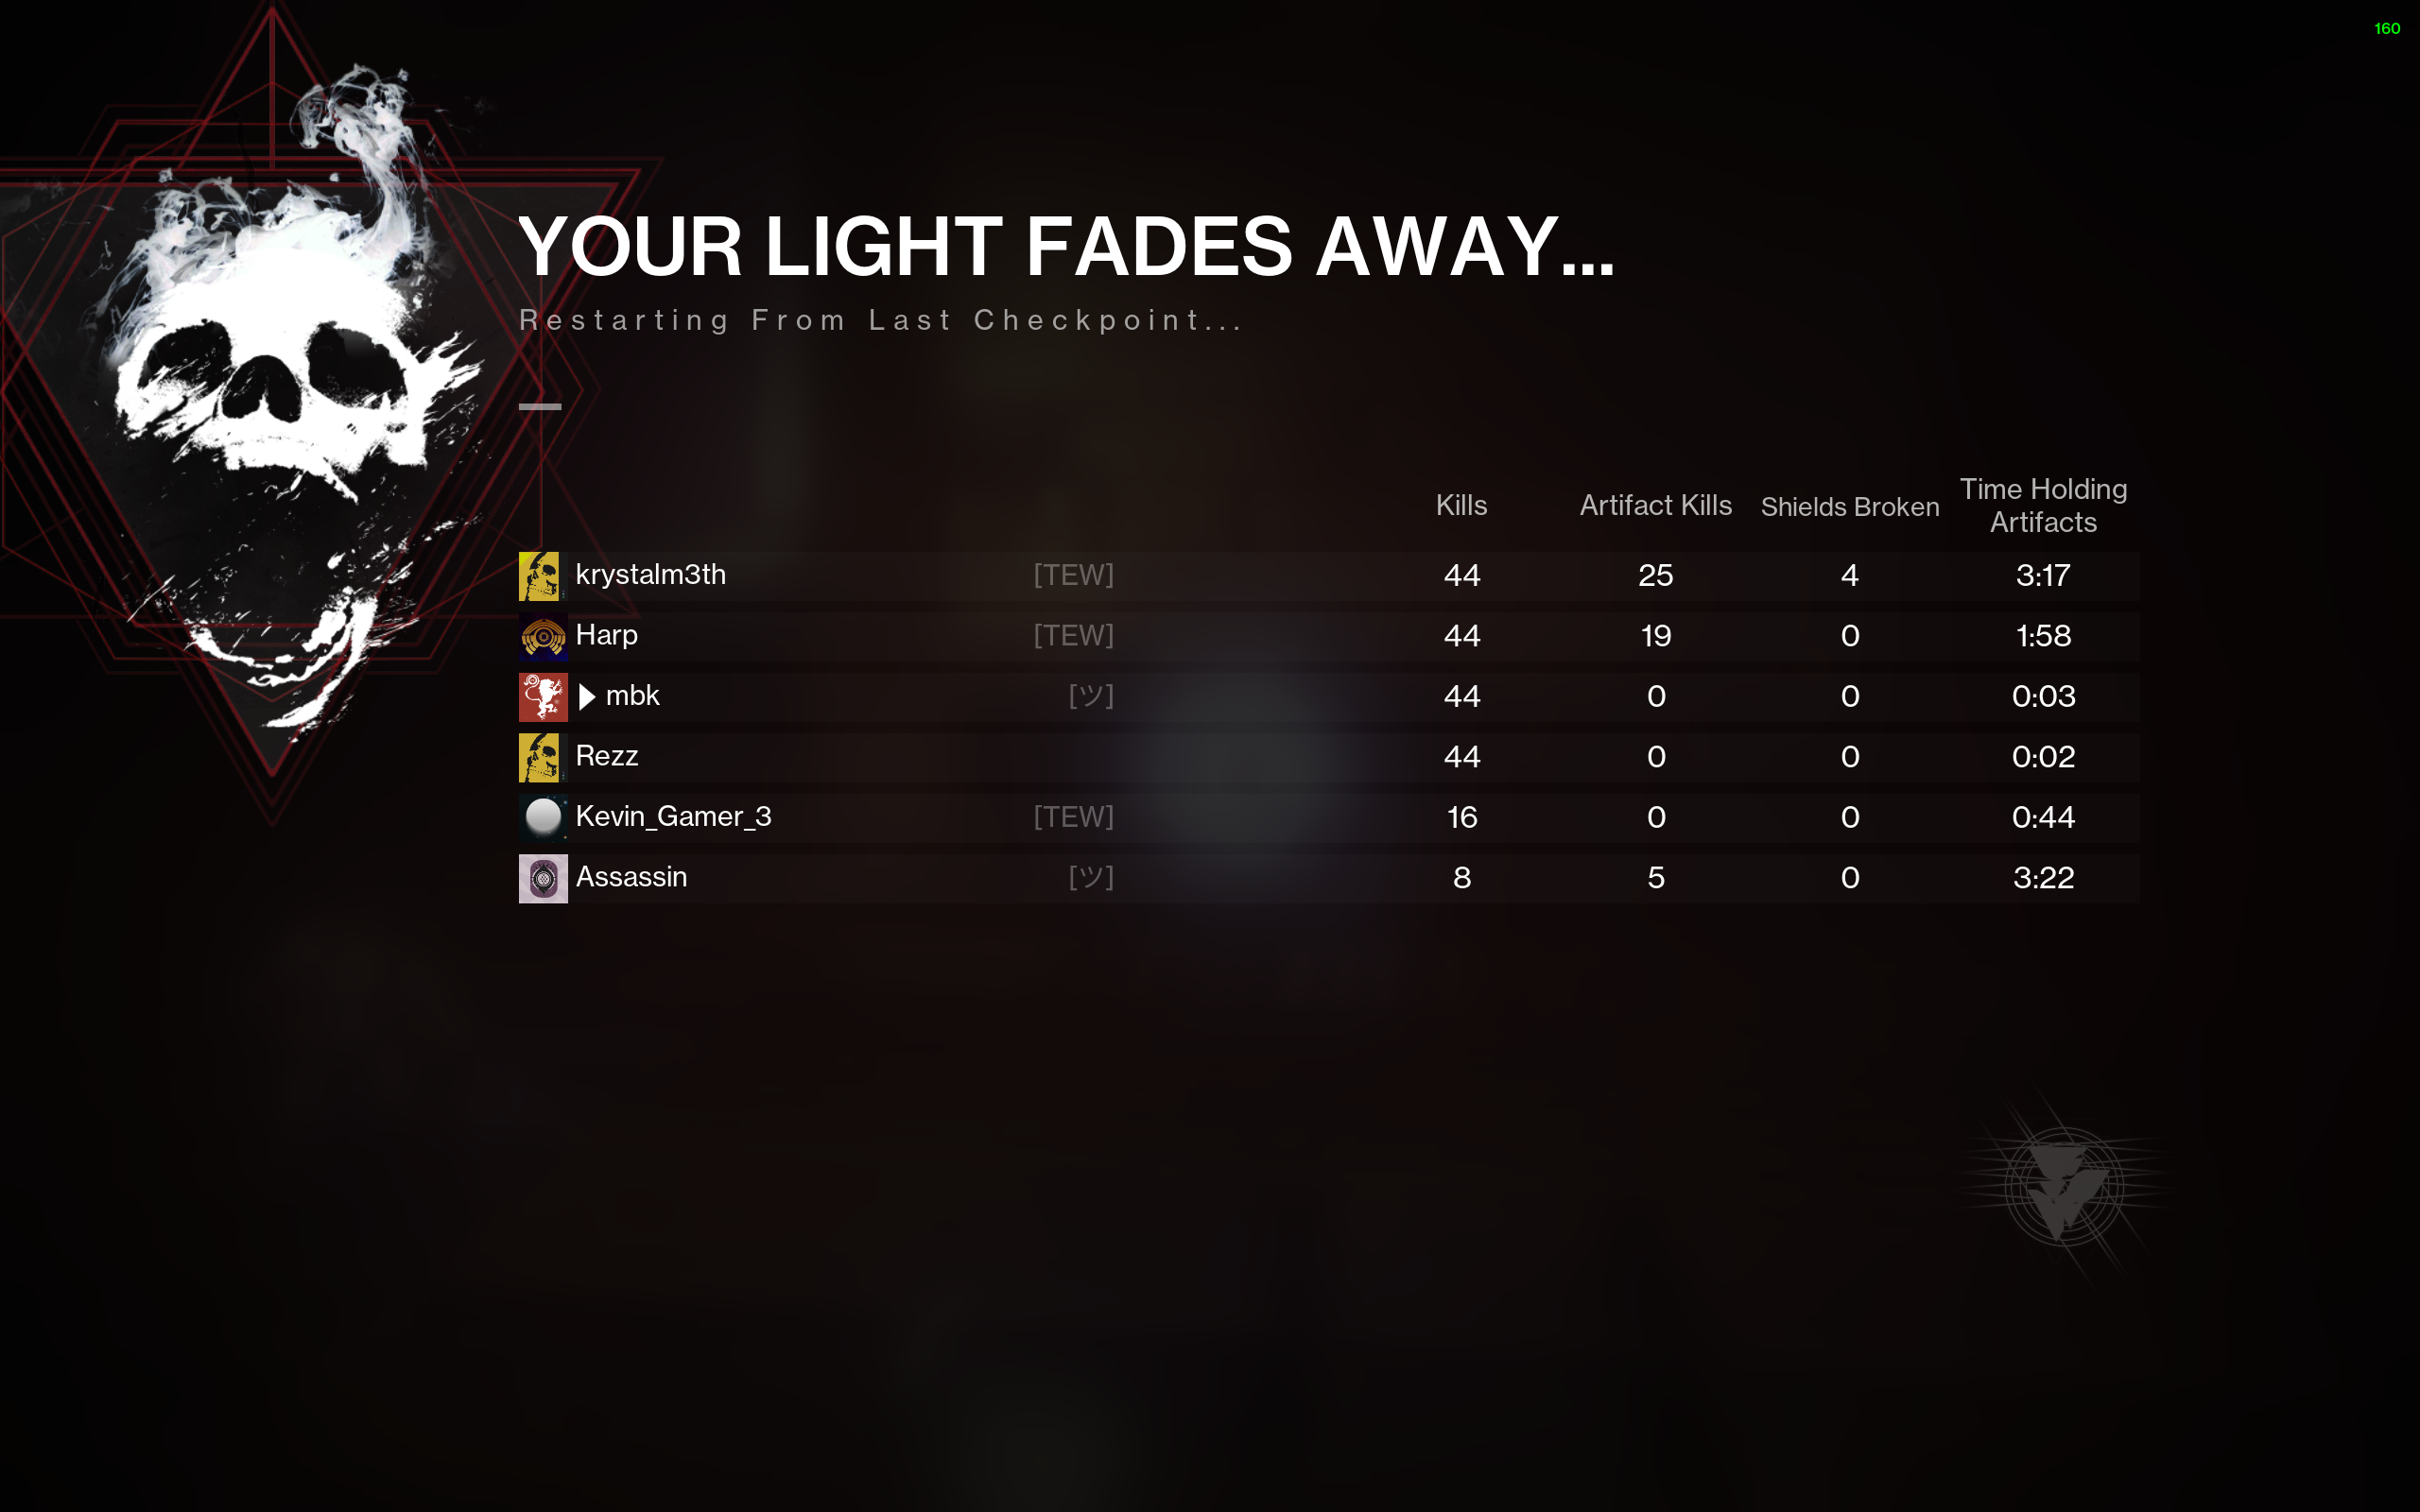 160
YOUR LIGHT FADES AWAY...
Restarting From Last Checkpoint...
Kills Artifact Kills Shields Broken Time Holding Artifacts
krystalm3th [TEW] 44 25 4 3:17
Harp [TEW] 44 19 0 1:58
mbk [ツ] 44 0 0 0:03
Rezz 44 0 0 0:02
Kevin_Gamer_3 [TEW] 16 0 0 0:44
Assassin [ツ] 8 5 0 3:22